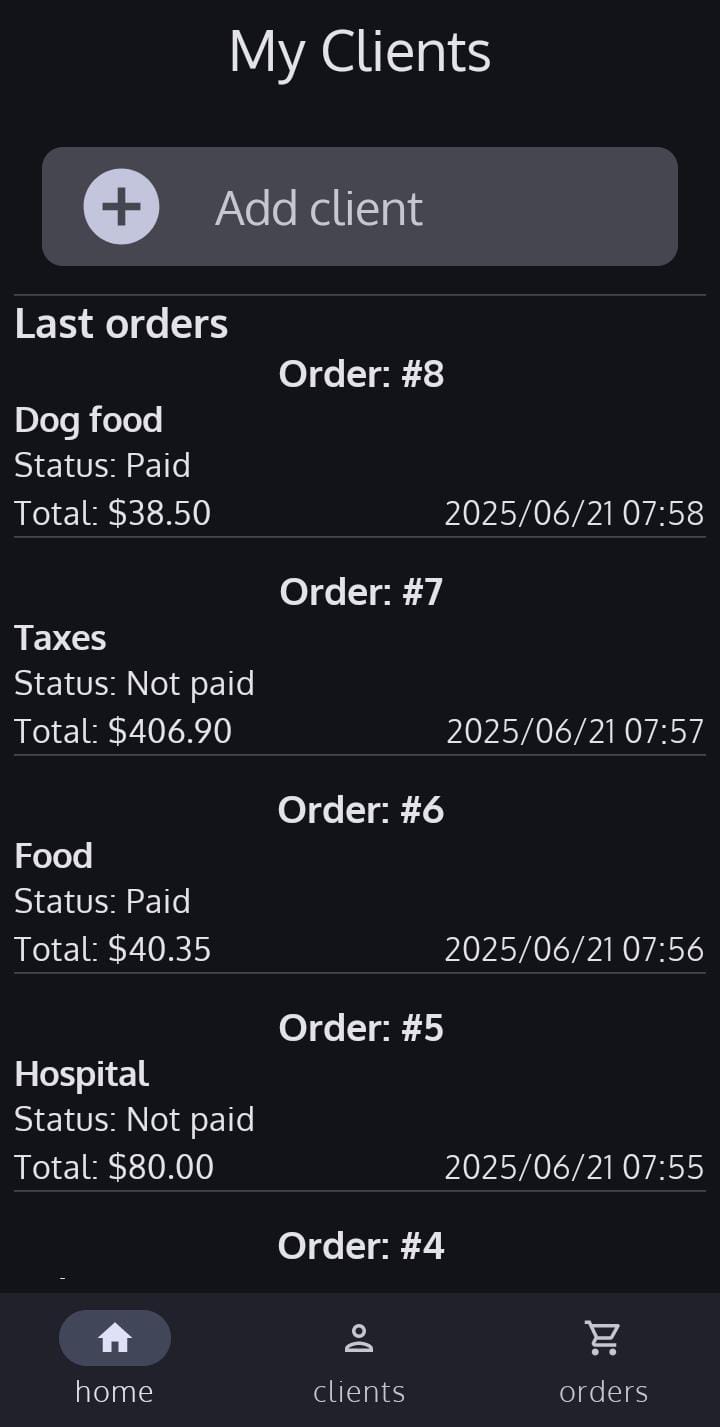 My Clients
Add client
Last orders
Order: #8
Dog food
Status: Paid
Total: $38.50 2025/06/21 07:58
Order: #7
Taxes
Status: Not paid
Total: $406.90 2025/06/21 07:57
Order: #6
Food
Status: Paid
Total: $40.35 2025/06/21 07:56
Order: #5
Hospital
Status: Not paid
Total: $80.00 2025/06/21 07:55
Order: #4
home clients orders